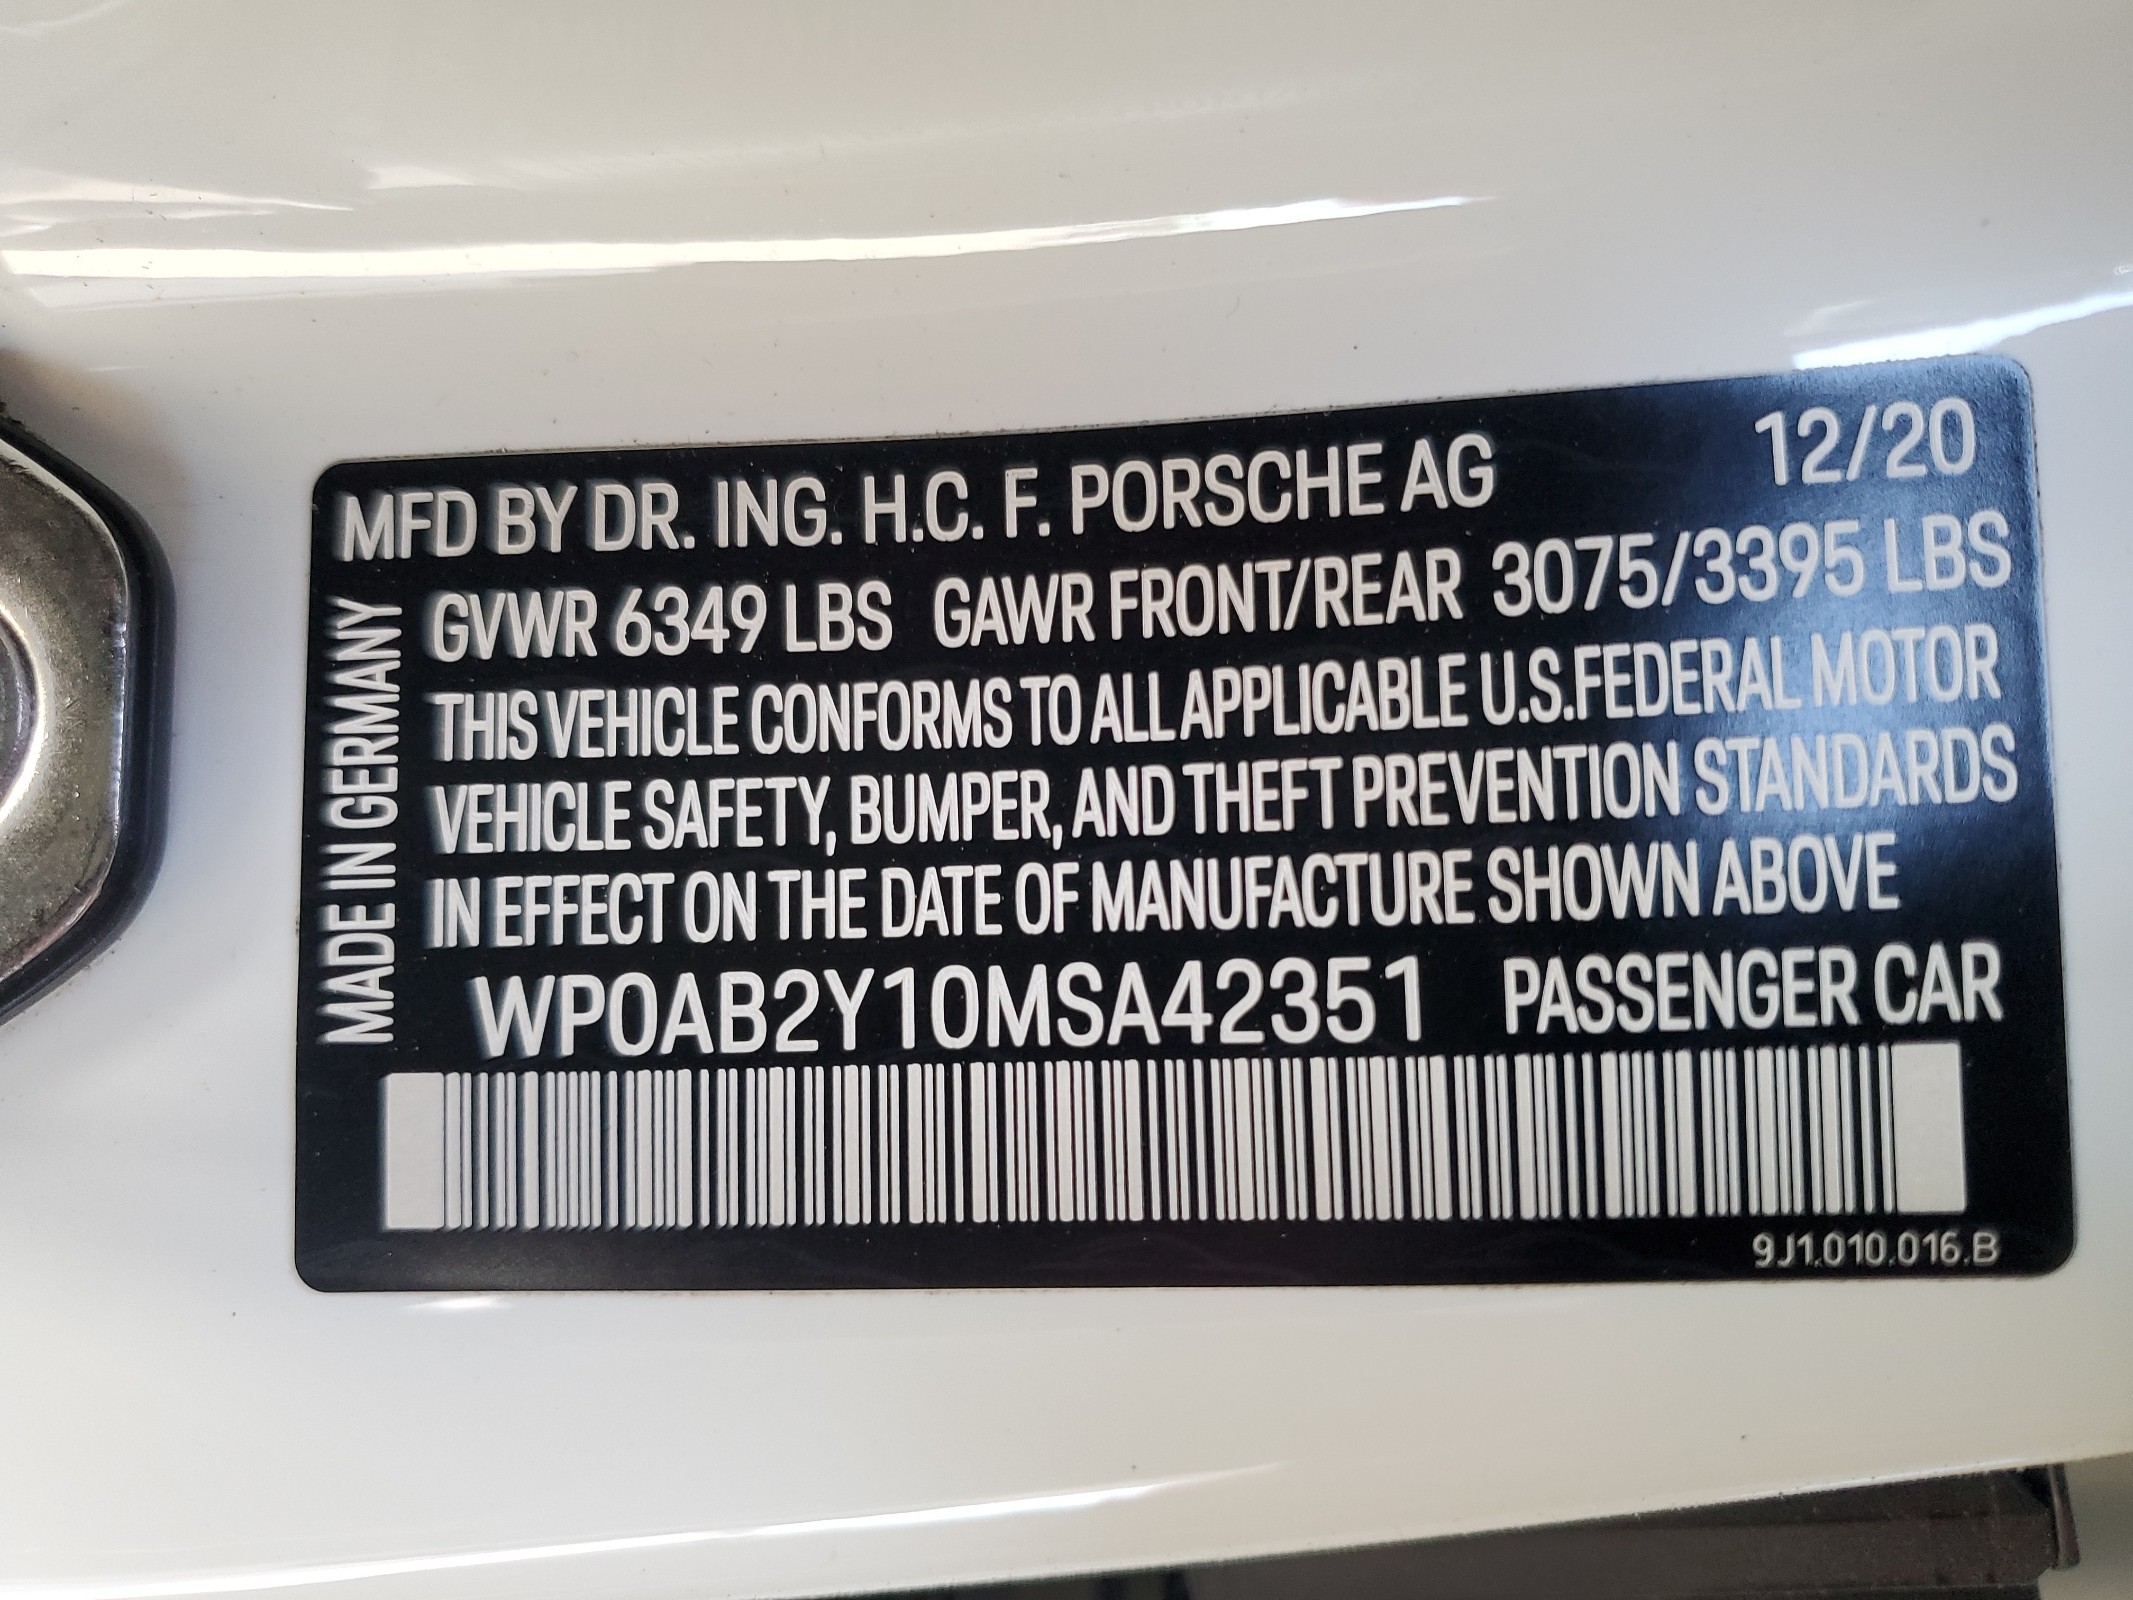 MFD BY DR. ING. H.C. F. PORSCHE AG 12/20
GVWR 6349 LBS GAWR FRONT/REAR 3075/3395 LBS
THIS VEHICLE CONFORMS TO ALL APPLICABLE U.S.FEDERAL MOTOR
VEHICLE SAFETY, BUMPER, AND THEFT PREVENTION STANDARDS
IN EFFECT ON THE DATE OF MANUFACTURE SHOWN ABOVE
WP0AB2Y10MSA42351 PASSENGER CAR
MADE IN GERMANY
9J1.010.016.B